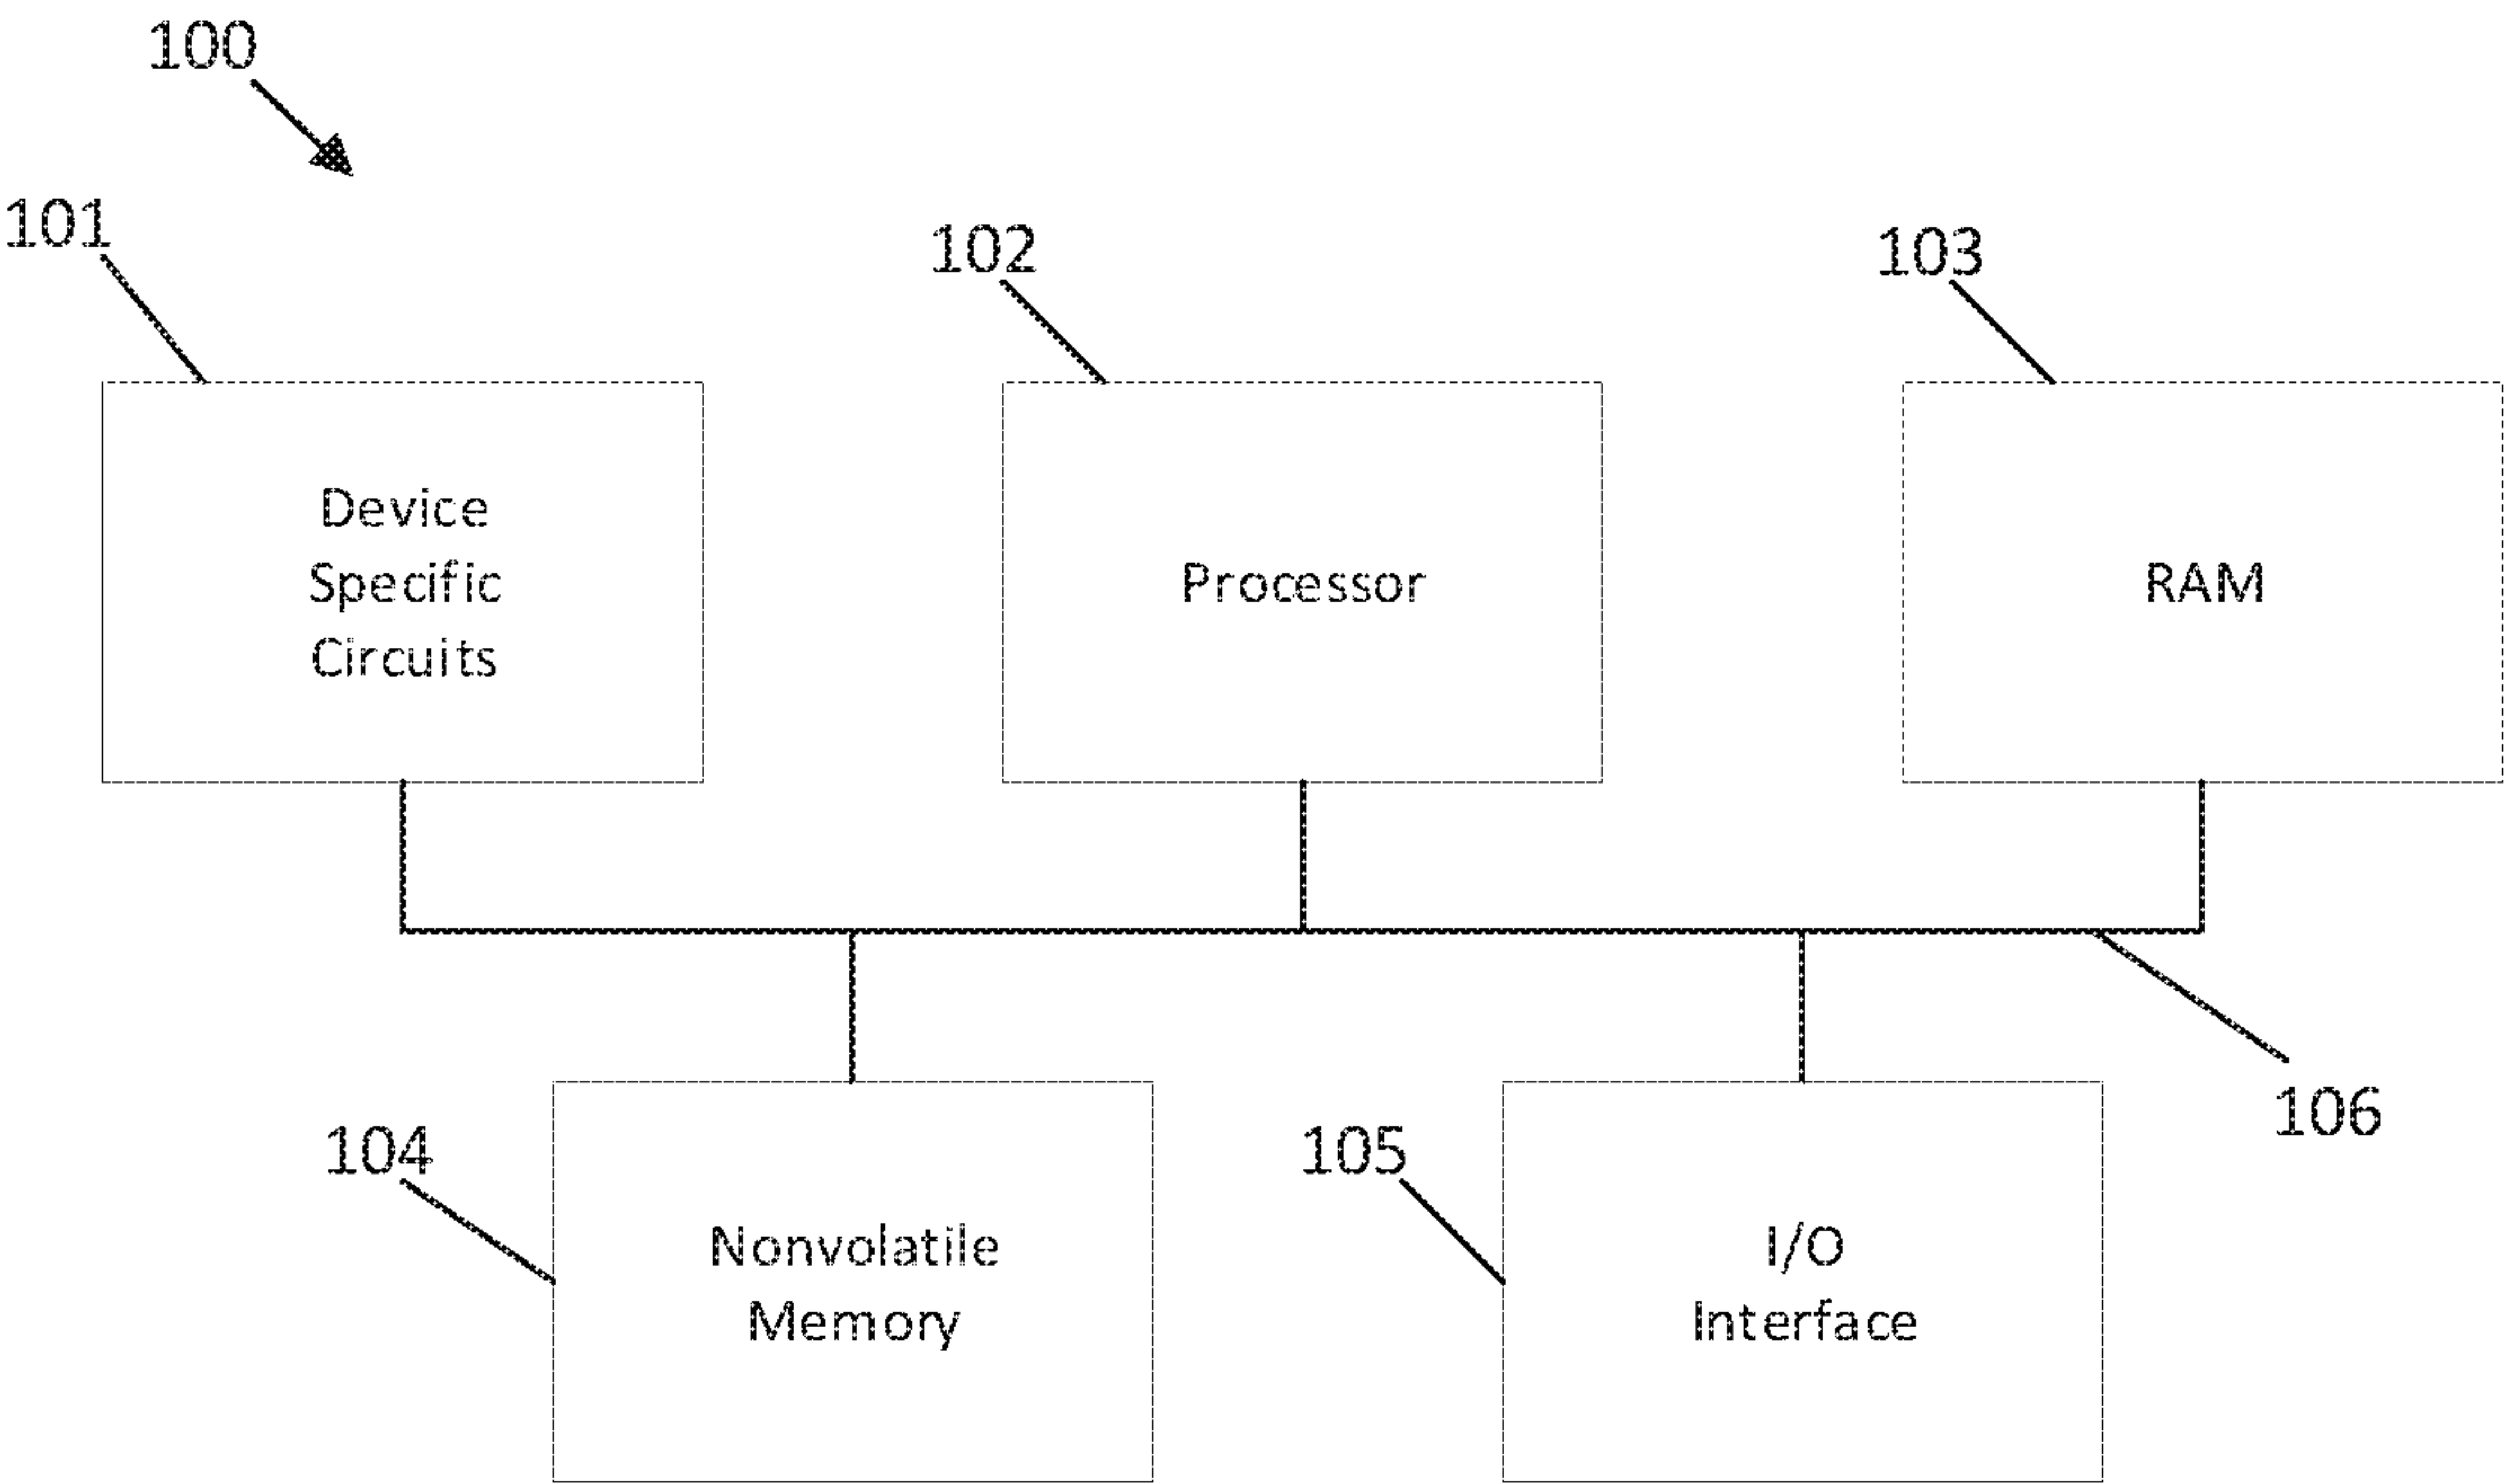 100
101
102
103
Device
Specific
Circuits
Processor
RAM
104
105
106
Nonvolatile
Memory
I/O
Interface